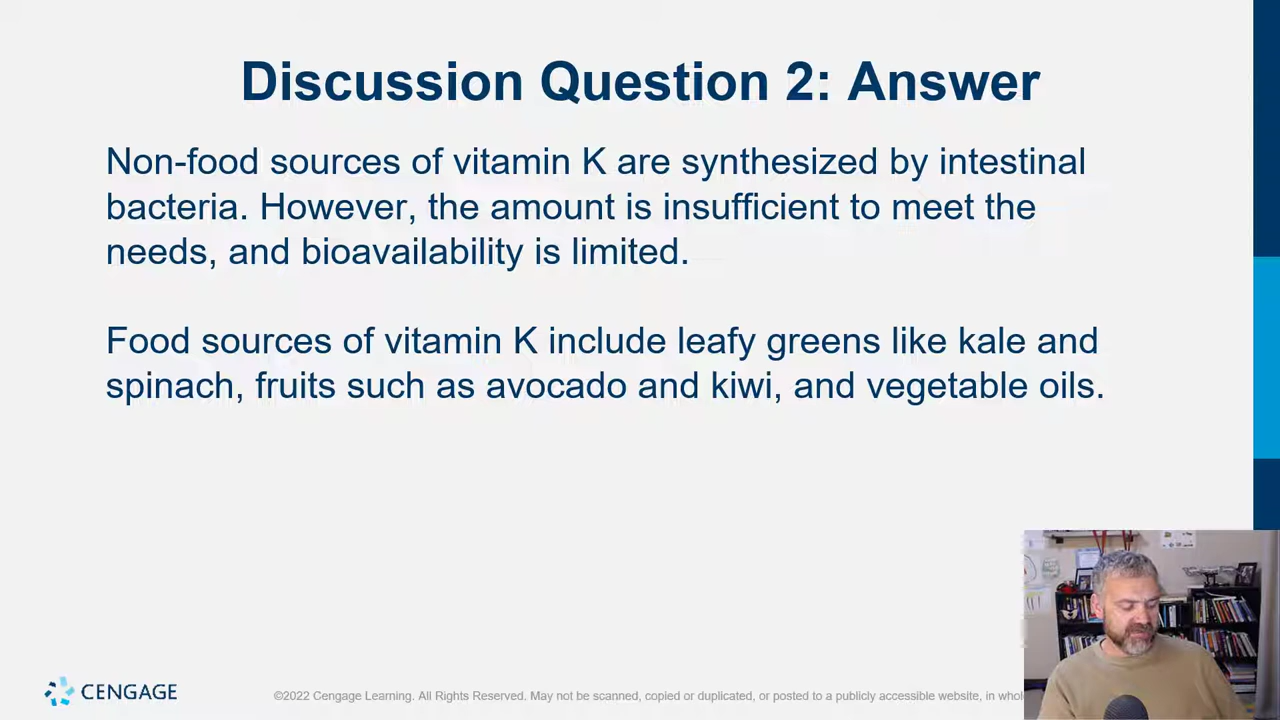 Discussion Question 2: Answer
Non-food sources of vitamin K are synthesized by intestinal
bacteria. However, the amount is insufficient to meet the
needs, and bioavailability is limited.
Food sources of vitamin K include leafy greens like kale and
spinach, fruits such as avocado and kiwi, and vegetable oils.
CENGAGE
©2022 Cengage Learning. All Rights Reserved. May not be scanned, copied or duplicated, or posted to a publicly accessible website, in whol